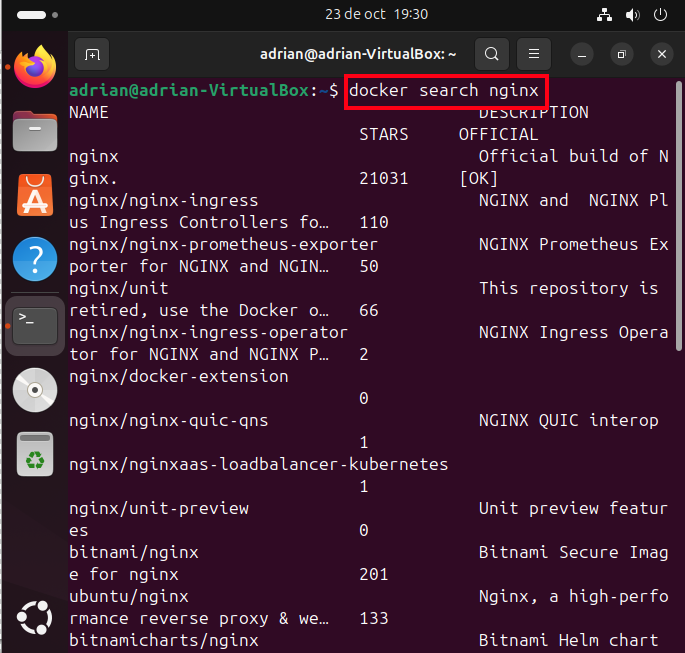 23 de oct 19:30
adrian@adrian-VirtualBox: ~
adrian@adrian-VirtualBox:~$ docker search nginx
NAME DESCRIPTION
STARS OFFICIAL
nginx Official build of N
ginx. 21031 [OK]
nginx/nginx-ingress NGINX and  NGINX Pl
us Ingress Controllers fo… 110
nginx/nginx-prometheus-exporter NGINX Prometheus Ex
porter for NGINX and NGIN… 50
nginx/unit This repository is
retired, use the Docker o… 66
nginx/nginx-ingress-operator NGINX Ingress Opera
tor for NGINX and NGINX P… 2
nginx/docker-extension
0
nginx/nginx-quic-qns NGINX QUIC interop
1
nginx/nginxaas-loadbalancer-kubernetes
1
nginx/unit-preview Unit preview featur
es 0
bitnami/nginx Bitnami Secure Imag
e for nginx 201
ubuntu/nginx Nginx, a high-perfo
rmance reverse proxy & we… 133
bitnamicharts/nginx Bitnami Helm chart